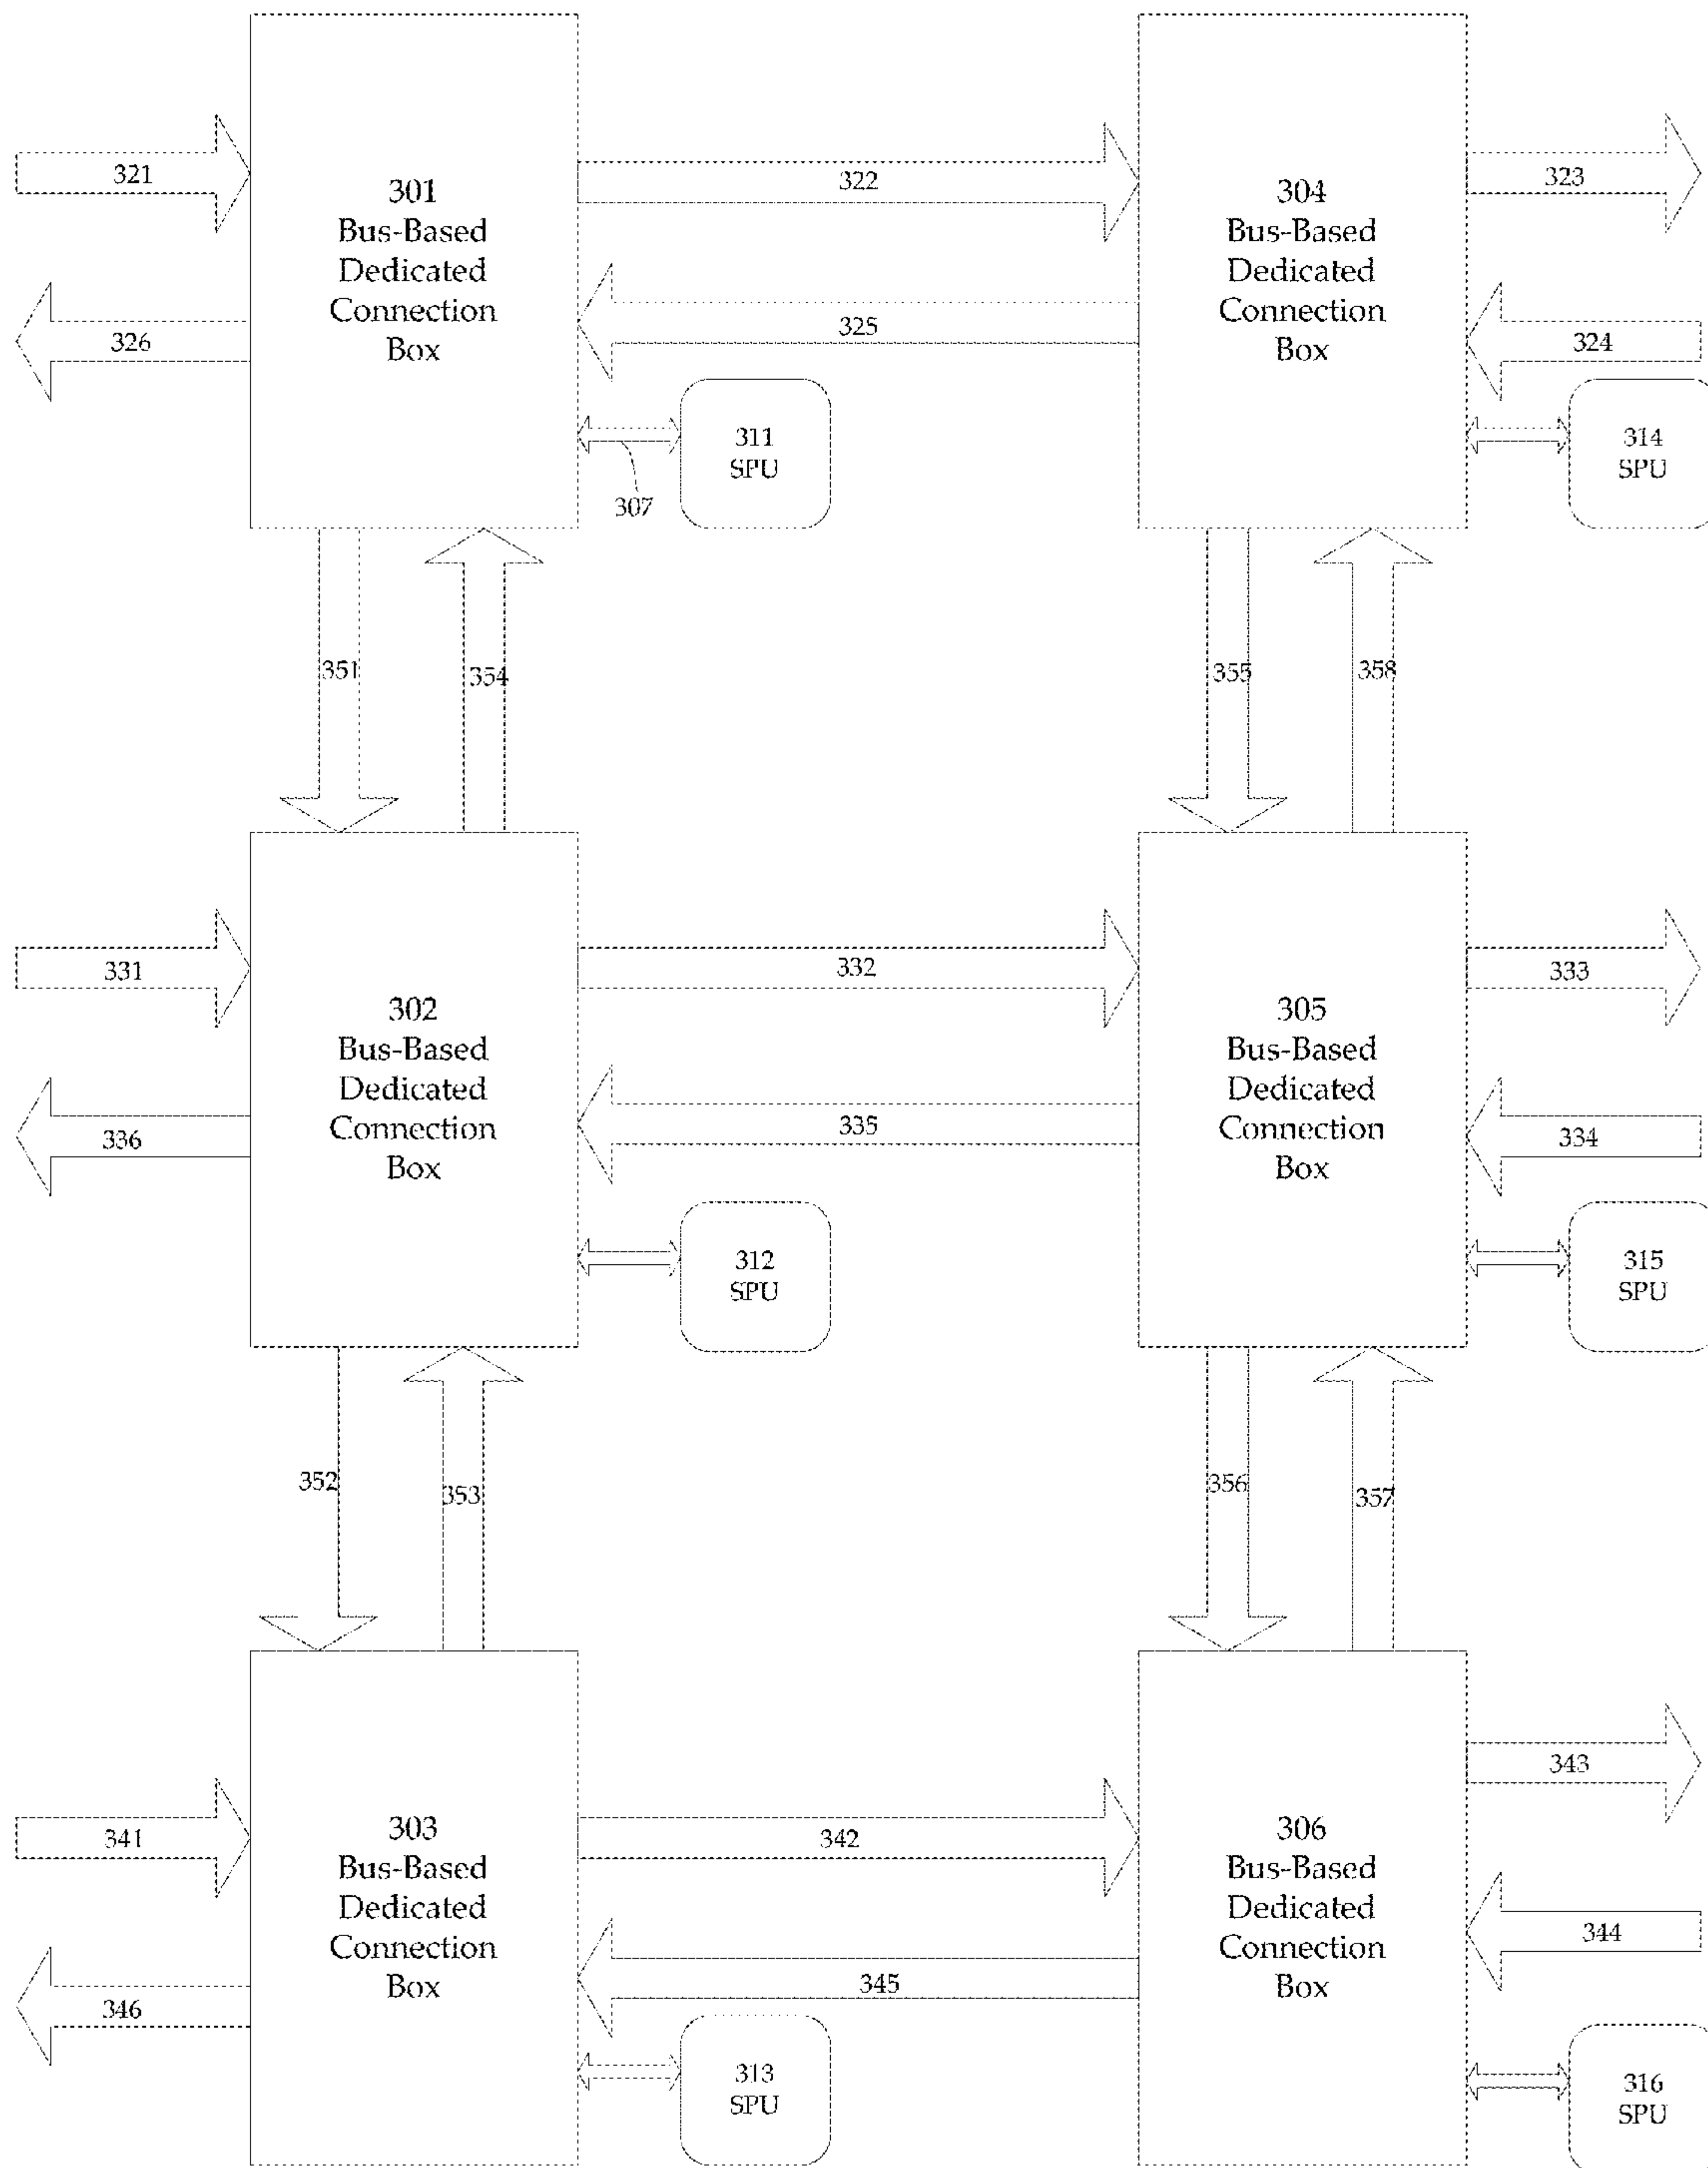 321
301
Bus-Based
Dedicated
Connection
Box
322
304
Bus-Based
Dedicated
Connection
Box
323
326
325
324
311
SPU
314
SPU
307
351
354
355
358
331
302
Bus-Based
Dedicated
Connection
Box
332
305
Bus-Based
Dedicated
Connection
Box
333
336
335
334
312
SPU
315
SPU
352
353
356
357
341
303
Bus-Based
Dedicated
Connection
Box
342
306
Bus-Based
Dedicated
Connection
Box
343
346
345
344
313
SPU
316
SPU